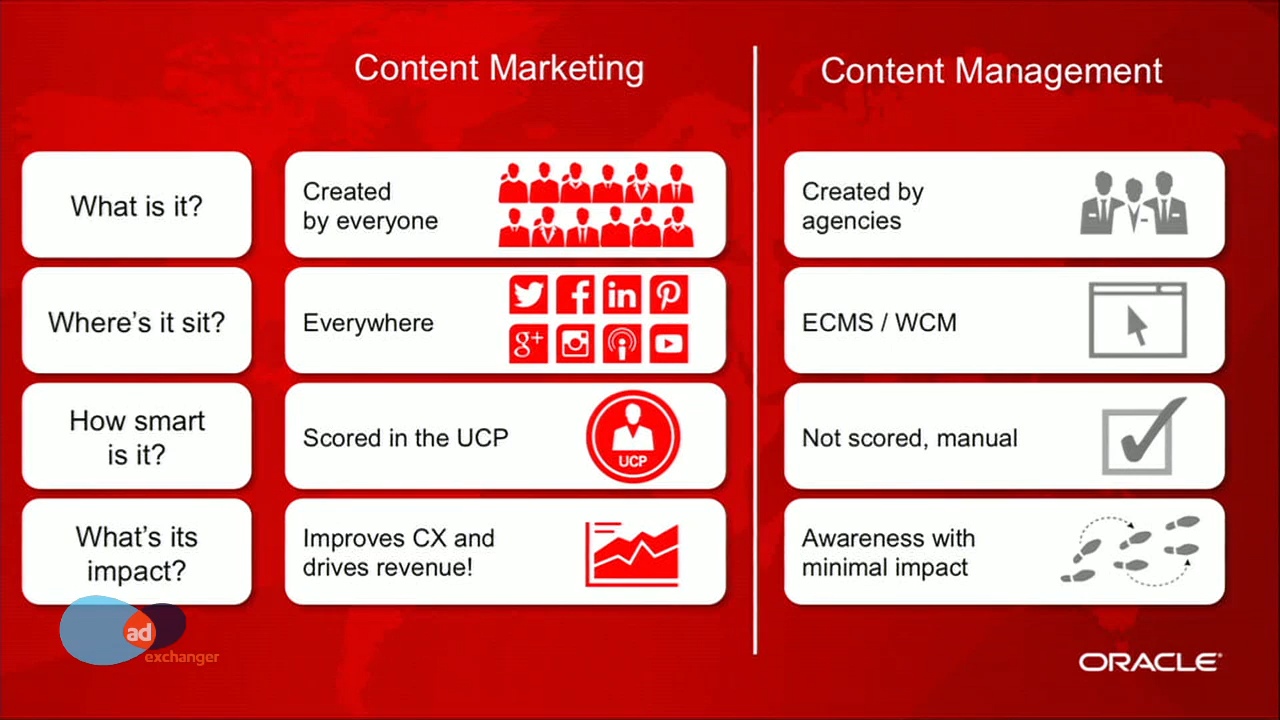 Content Marketing
Content Management
What is it?
Created
by everyone
Created by
agencies
Where's it sit?
Everywhere
in
g+
ECMS / WCM
How smart
is it?
Scored in the UCP
UCP
Not scored, manual
What's its
impact?
Improves CX and
drives revenue!
Awareness with
minimal impact
ad
exchanger
ORACLE®